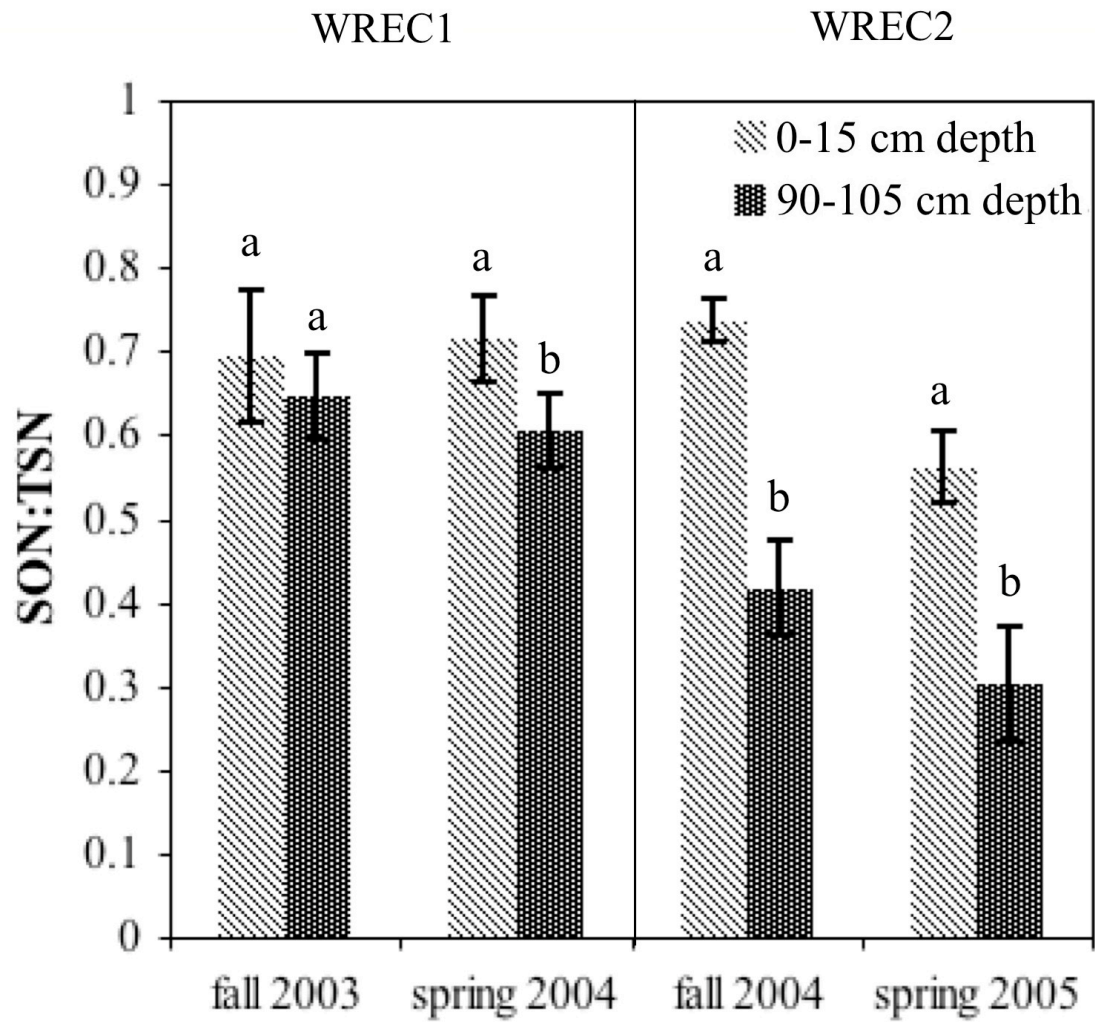 WREC1 WREC2
1
0.9
0.8
0.7
0.6
0.5
0.4
0.3
0.2
0.1
0
SON:TSN
0-15 cm depth
90-105 cm depth
a
a
a
b
a
b
a
b
fall 2003 spring 2004 fall 2004 spring 2005